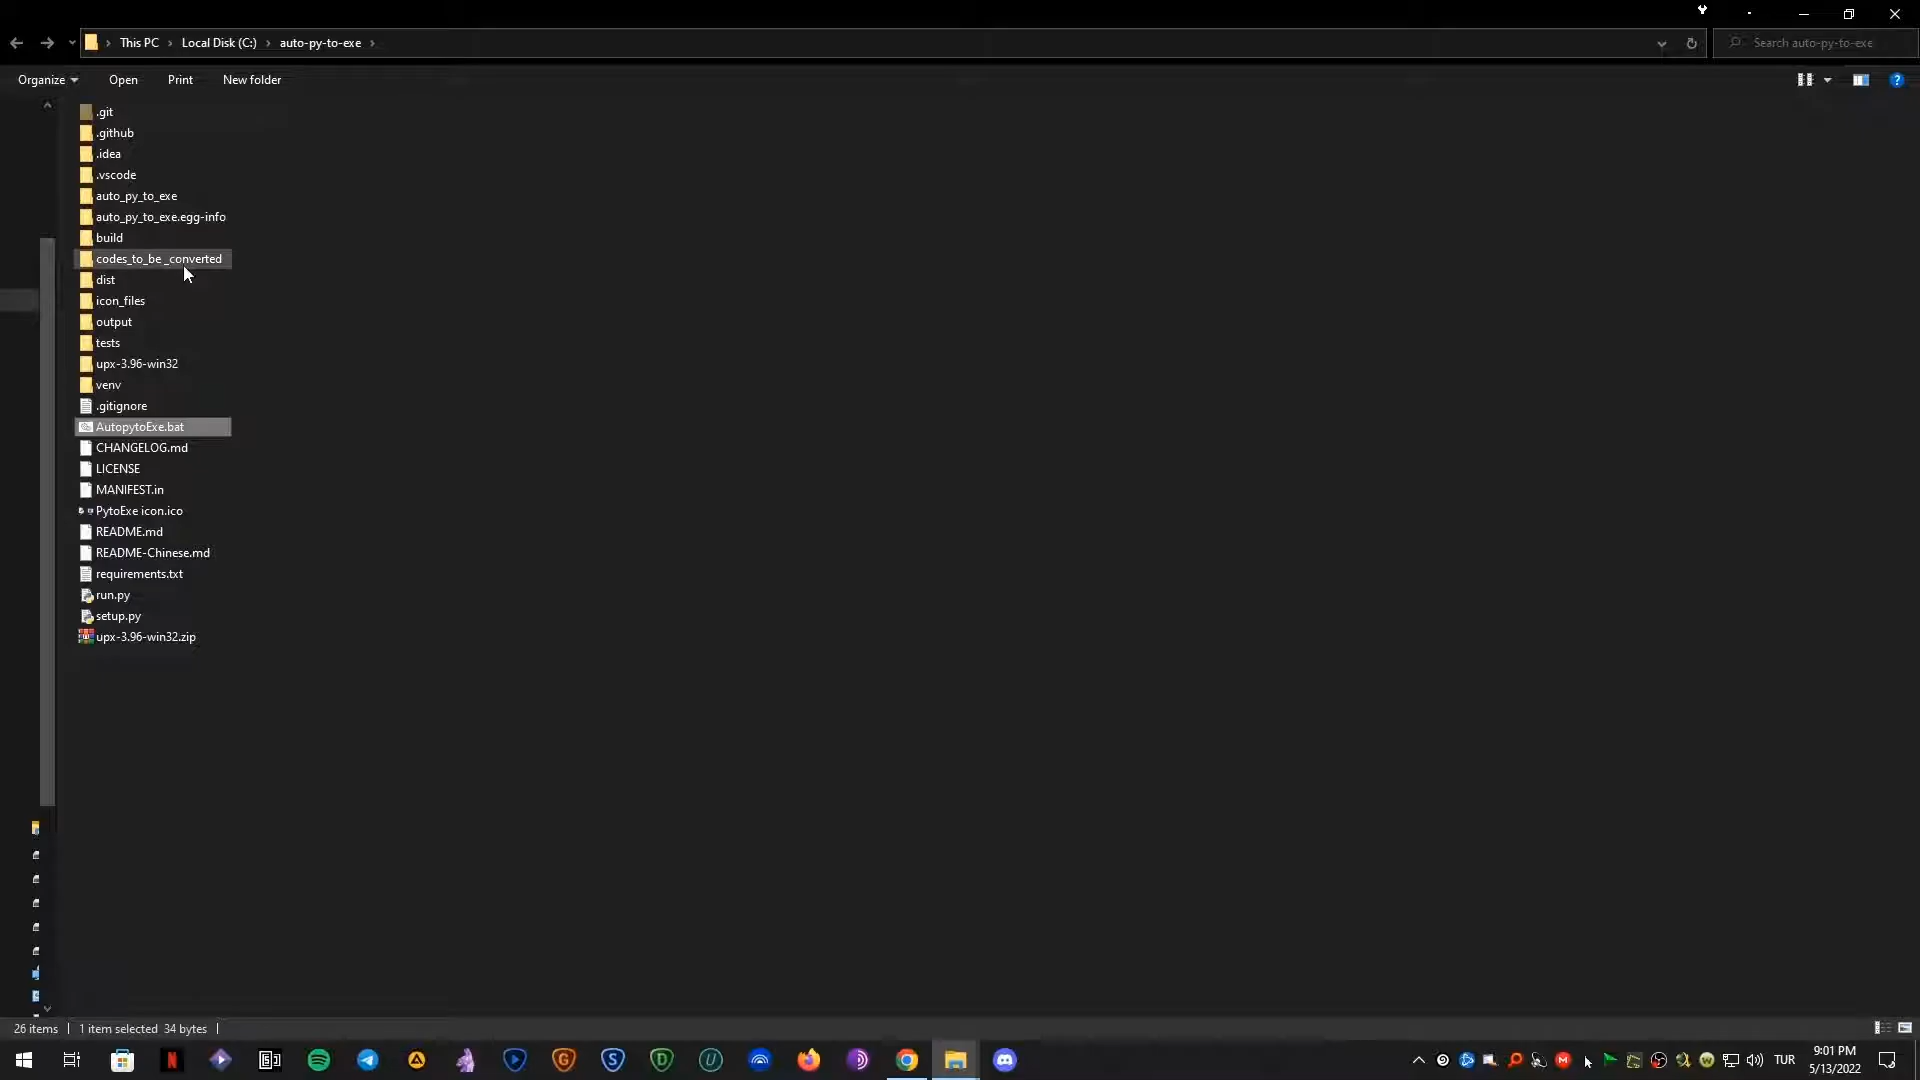 This PC > Local Disk (C:) > auto-py-to-exe >
Search auto-py-to-exe
Organize Open Print New folder
.git
.github
.idea
.vscode
auto_py_to_exe
auto_py_to_exe.egg-info
build
codes_to_be _converted
dist
icon_files
output
tests
upx-3.96-win32
venv
.gitignore
AutopytoExe.bat
CHANGELOG.md
LICENSE
MANIFEST.in
PytoExe icon.ico
README.md
README-Chinese.md
requirements.txt
run.py
setup.py
upx-3.96-win32.zip
26 items 1 item selected 34 bytes
TUR
9:01 PM
5/13/2022